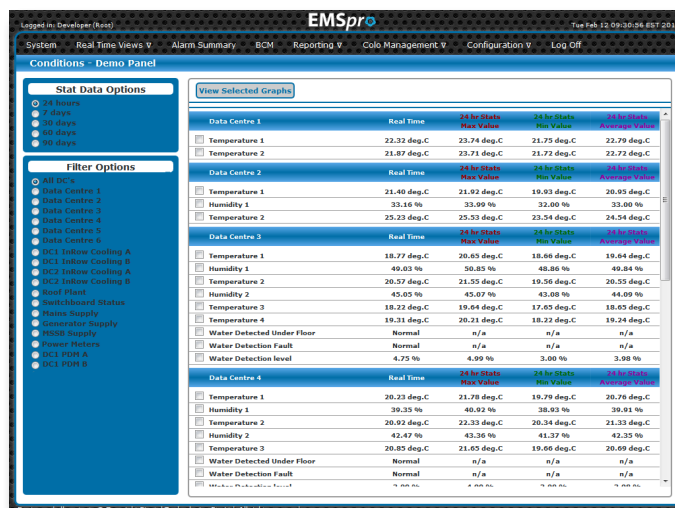 EMSpro
Logged in: Developer (Root)
Tue Feb 12 09:30:56 EST 201
System Real Time Views ∇ Alarm Summary BCM Reporting ∇ Colo Management ∇ Configuration ∇ Log Off
Conditions - Demo Panel
Stat Data Options
24 hours
7 days
30 days
60 days
90 days
Filter Options
All DC's
Data Centre 1
Data Centre 2
Data Centre 3
Data Centre 4
Data Centre 5
Data Centre 6
DC1 InRow Cooling A
DC1 InRow Cooling B
DC2 InRow Cooling A
DC2 InRow Cooling B
Roof Plant
Switchboard Status
Mains Supply
Generator Supply
MSSB Supply
Power Meters
DC1 PDM A
DC1 PDM B
View Selected Graphs
Data Centre 1 Real Time 24 hr Stats Max Value 24 hr Stats Min Value 24 hr Stats Average Value
Temperature 1 22.32 deg.C 23.74 deg.C 21.75 deg.C 22.79 deg.C
Temperature 2 21.87 deg.C 23.71 deg.C 21.72 deg.C 22.72 deg.C
Data Centre 2 Real Time 24 hr Stats Max Value 24 hr Stats Min Value 24 hr Stats Average Value
Temperature 1 21.40 deg.C 21.92 deg.C 19.93 deg.C 20.95 deg.C
Humidity 1 33.16 % 33.99 % 32.00 % 33.00 %
Temperature 2 25.23 deg.C 25.53 deg.C 23.54 deg.C 24.54 deg.C
Data Centre 3 Real Time 24 hr Stats Max Value 24 hr Stats Min Value 24 hr Stats Average Value
Temperature 1 18.77 deg.C 20.65 deg.C 18.66 deg.C 19.64 deg.C
Humidity 1 49.03 % 50.85 % 48.86 % 49.84 %
Temperature 2 20.57 deg.C 21.55 deg.C 19.56 deg.C 20.55 deg.C
Humidity 2 45.05 % 45.07 % 43.08 % 44.09 %
Temperature 3 18.22 deg.C 19.64 deg.C 17.65 deg.C 18.65 deg.C
Temperature 4 19.31 deg.C 20.21 deg.C 18.22 deg.C 19.24 deg.C
Water Detected Under Floor Normal n/a n/a n/a
Water Detection Fault Normal n/a n/a n/a
Water Detection level 4.75 % 4.99 % 3.00 % 3.98 %
Data Centre 4 Real Time 24 hr Stats Max Value 24 hr Stats Min Value 24 hr Stats Average Value
Temperature 1 20.23 deg.C 21.78 deg.C 19.79 deg.C 20.76 deg.C
Humidity 1 39.35 % 40.92 % 38.93 % 39.91 %
Temperature 2 20.92 deg.C 22.33 deg.C 20.34 deg.C 21.33 deg.C
Humidity 2 42.47 % 43.36 % 41.37 % 42.35 %
Temperature 3 20.85 deg.C 21.65 deg.C 19.66 deg.C 20.69 deg.C
Water Detected Under Floor Normal n/a n/a n/a
Water Detection Fault Normal n/a n/a n/a
Water Detection level